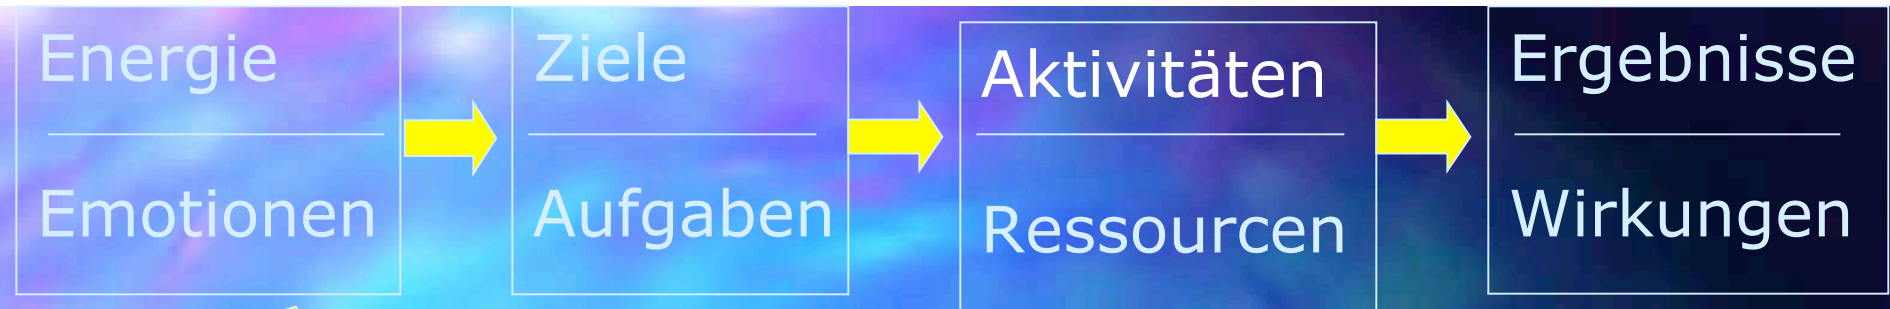 Energie
Emotionen
Ziele
Aufgaben
Aktivitäten
Ressourcen
Ergebnisse
Wirkungen